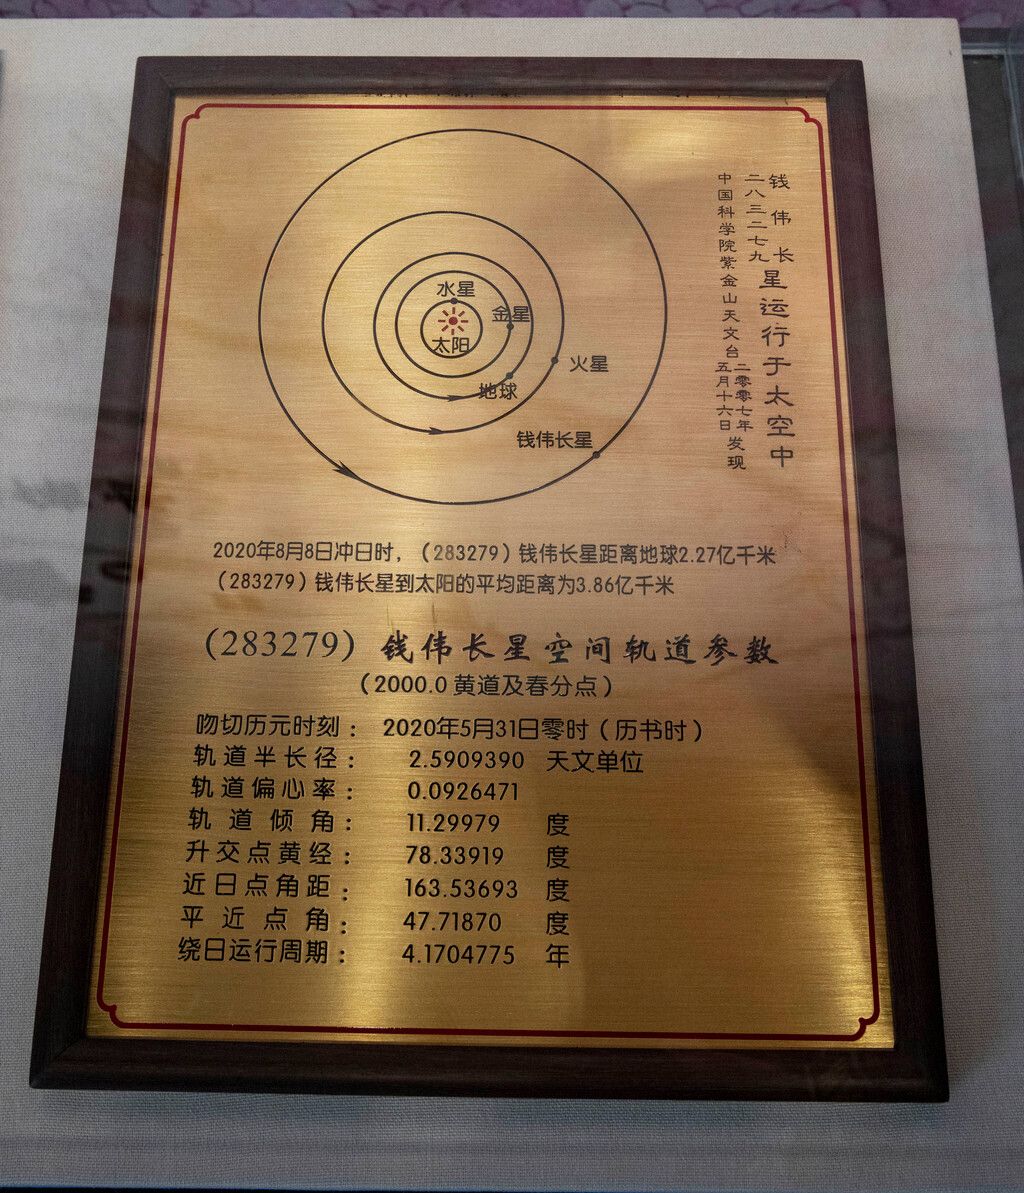 钱伟长星运行于太空中
二八三二七九
中国科学院紫金山天文台二零零七年五月十六日发现
水星
金星
太阳
火星
地球
钱伟长星
2020年8月8日冲日时，（283279）钱伟长星距离地球2.27亿千米
（283279）钱伟长星到太阳的平均距离为3.86亿千米
（283279）钱伟长星空间轨道参数
（2000.0 黄道及春分点）
吻切历元时刻： 2020年5月31日零时（历书时）
轨道半长径： 2.5909390 天文单位
轨道偏心率： 0.0926471
轨道倾角： 11.29979 度
升交点黄经： 78.33919 度
近日点角距： 163.53693 度
平近点角： 47.71870 度
绕日运行周期： 4.1704775 年